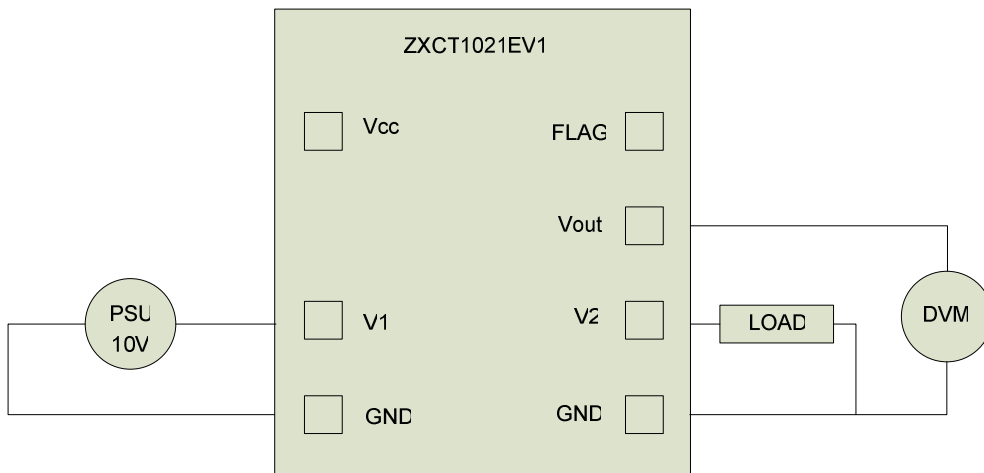 ZXCT1021EV1
Vcc
FLAG
Vout
PSU
10V
V1
V2
LOAD
DVM
GND
GND